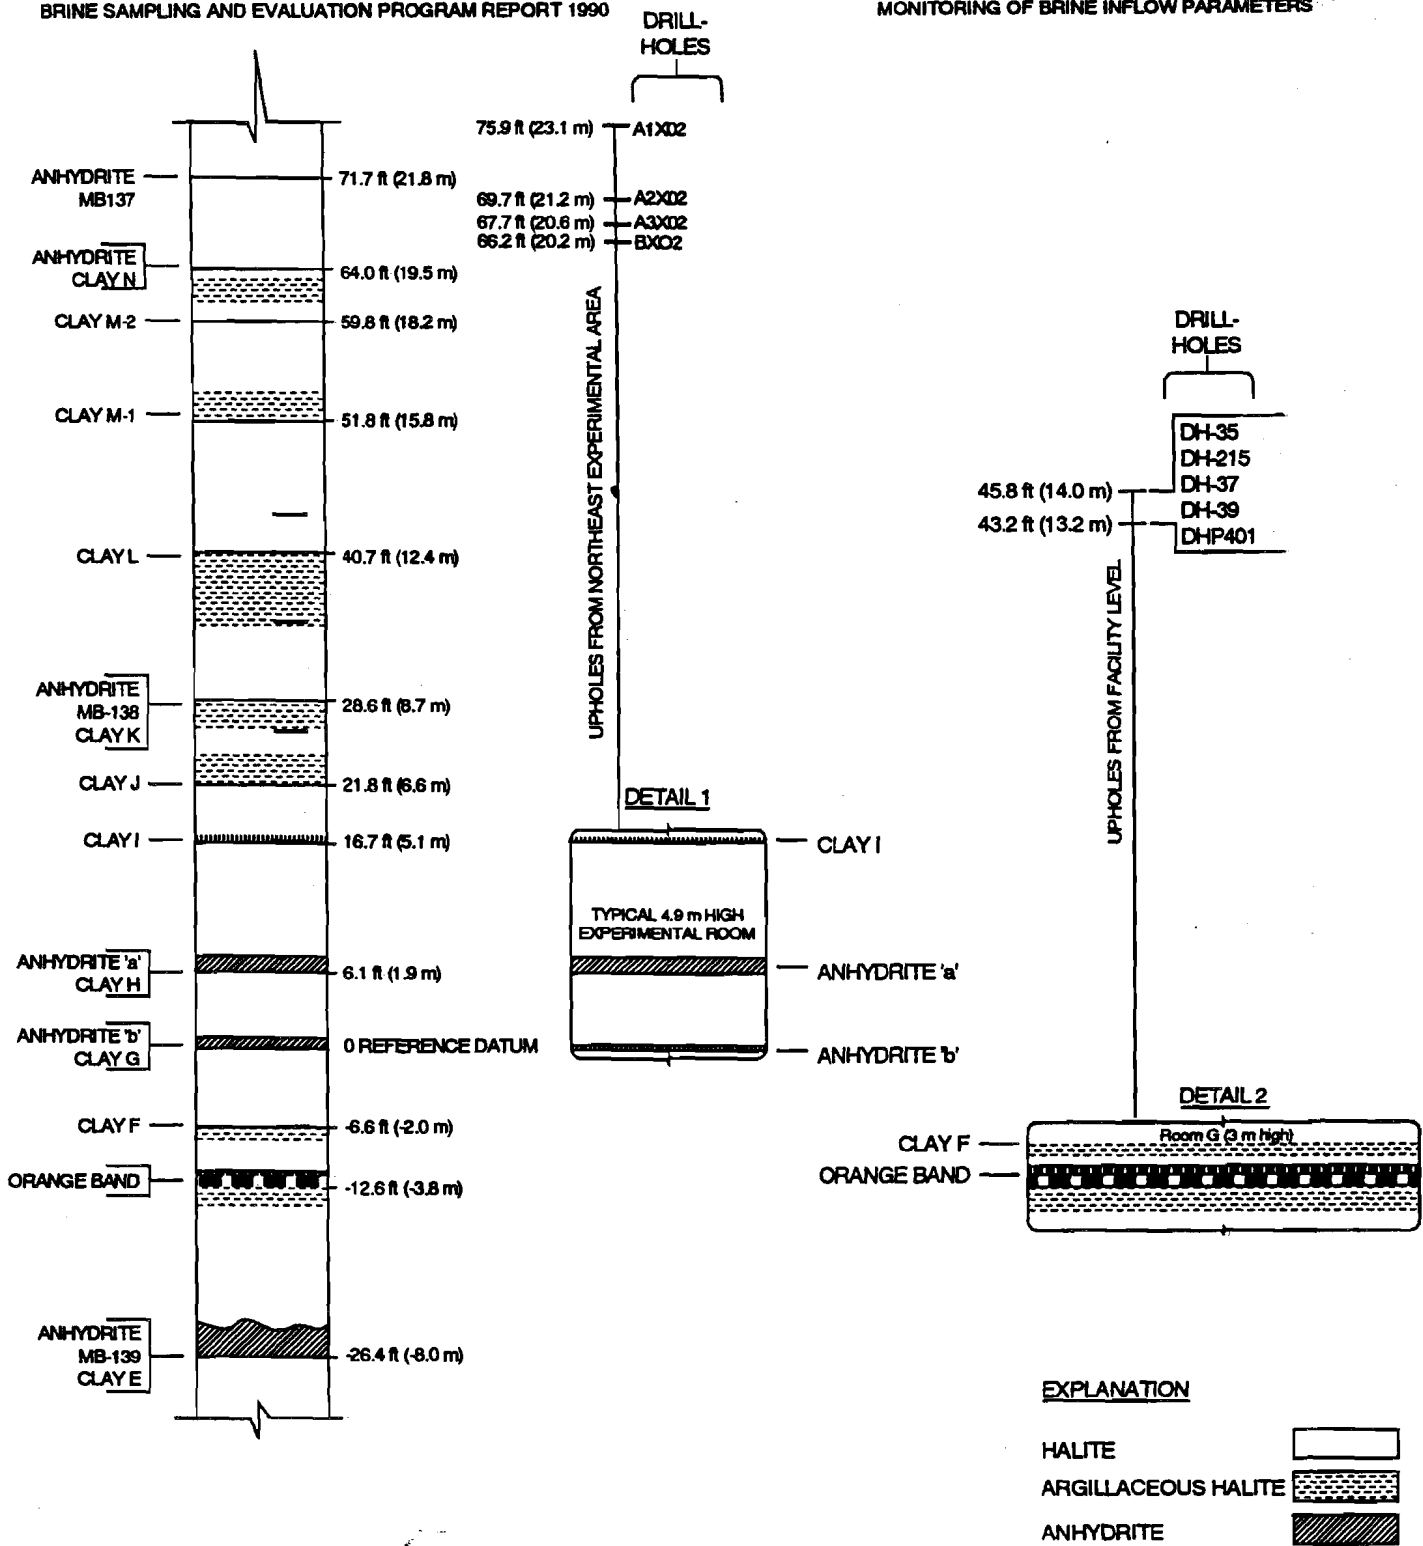 BRINE SAMPLING AND EVALUATION PROGRAM REPORT 1990
MONITORING OF BRINE INFLOW PARAMETERS
DRILL-
HOLES
75.9 ft (23.1 m)
A1X02
ANHYDRITE
MB137
71.7 ft (21.8 m)
69.7 ft (21.2 m)
A2X02
67.7 ft (20.6 m)
A3X02
66.2 ft (20.2 m)
BXO2
ANHYDRITE
CLAY N
64.0 ft (19.5 m)
CLAY M-2
59.8 ft (18.2 m)
CLAY M-1
51.8 ft (15.8 m)
CLAY L
40.7 ft (12.4 m)
ANHYDRITE
MB-138
CLAY K
28.6 ft (8.7 m)
CLAY J
21.8 ft (6.6 m)
CLAY I
16.7 ft (5.1 m)
ANHYDRITE 'a'
CLAY H
6.1 ft (1.9 m)
ANHYDRITE 'b'
CLAY G
0 REFERENCE DATUM
CLAY F
-6.6 ft (-2.0 m)
ORANGE BAND
-12.6 ft (-3.8 m)
ANHYDRITE
MB-139
CLAY E
-26.4 ft (-8.0 m)
UPHOLES FROM NORTHEAST EXPERIMENTAL AREA
DETAIL 1
CLAY I
TYPICAL 4.9 m HIGH
EXPERIMENTAL ROOM
ANHYDRITE 'a'
ANHYDRITE 'b'
DRILL-
HOLES
DH-35
DH-215
DH-37
DH-39
DHP401
45.8 ft (14.0 m)
43.2 ft (13.2 m)
UPHOLES FROM FACILITY LEVEL
DETAIL 2
Room G (3 m high)
CLAY F
ORANGE BAND
EXPLANATION
HALITE
ARGILLACEOUS HALITE
ANHYDRITE